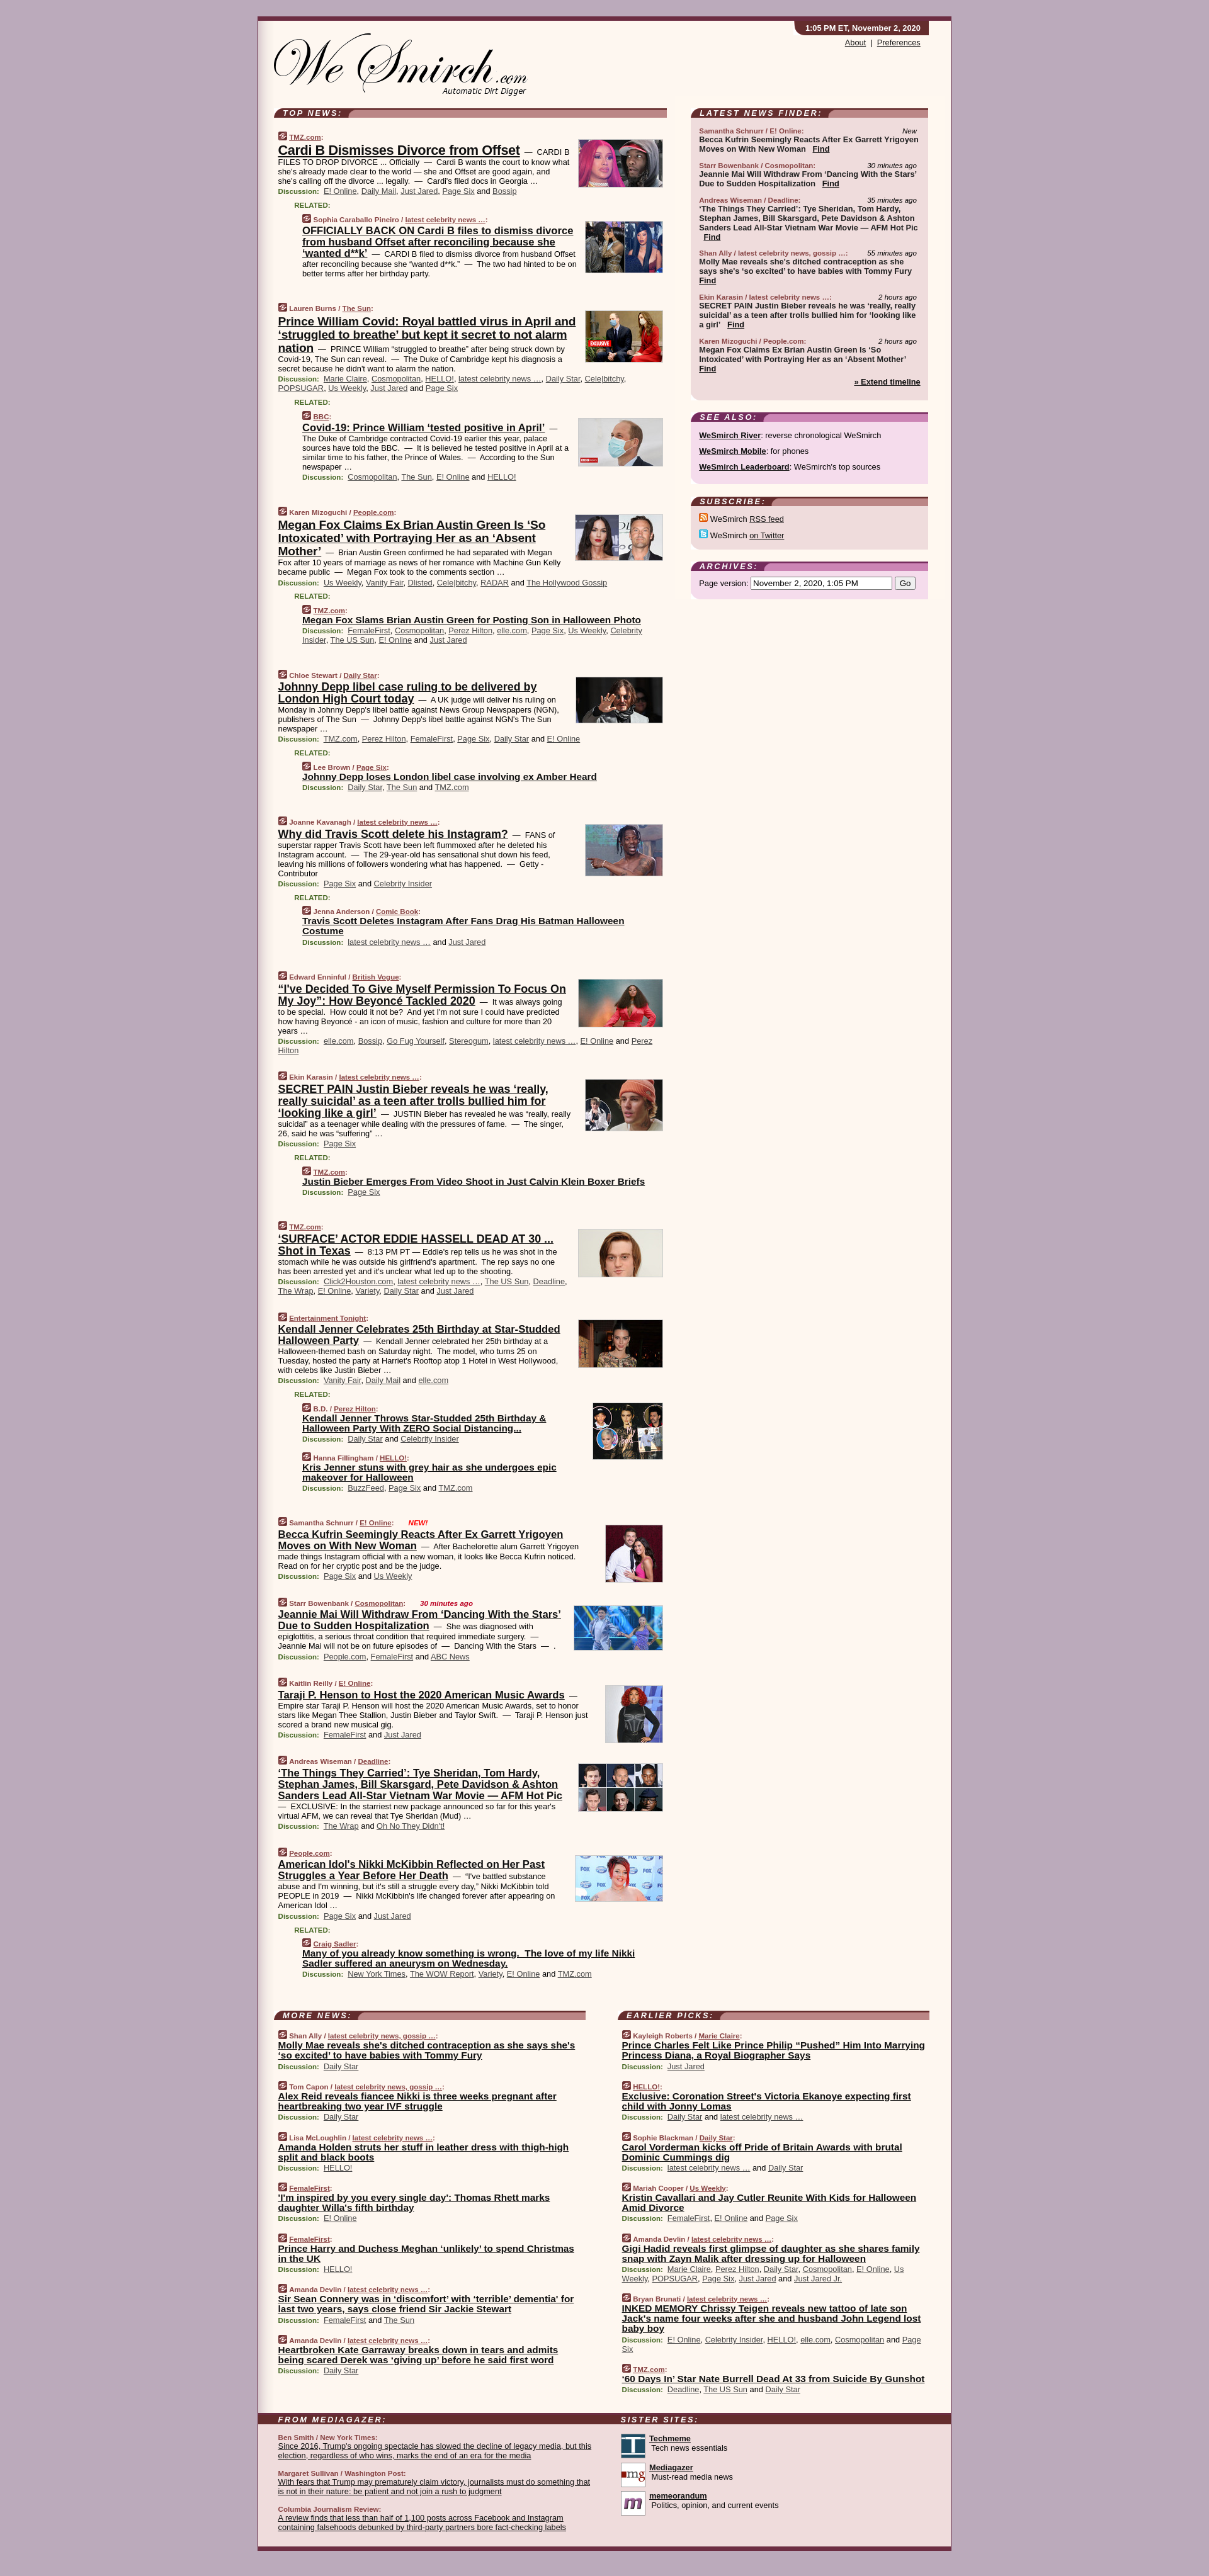 1:05 PM ET, November 2, 2020
About | Preferences
We Smirch.com
Automatic Dirt Digger
TOP NEWS:
TMZ.com:
Cardi B Dismisses Divorce from Offset — CARDI B
FILES TO DROP DIVORCE ... Officially — Cardi B wants the court to know what
she's already made clear to the world — she and Offset are good again, and
she's calling off the divorce ... legally. — Cardi's filed docs in Georgia …
Discussion: E! Online, Daily Mail, Just Jared, Page Six and Bossip
RELATED:
Sophia Caraballo Pineiro / latest celebrity news …:
OFFICIALLY BACK ON Cardi B files to dismiss divorce
from husband Offset after reconciling because she
‘wanted d**k’ — CARDI B filed to dismiss divorce from husband Offset
after reconciling because she “wanted d**k.” — The two had hinted to be on
better terms after her birthday party.
Lauren Burns / The Sun:
Prince William Covid: Royal battled virus in April and
‘struggled to breathe’ but kept it secret to not alarm
nation — PRINCE William “struggled to breathe” after being struck down by
Covid-19, The Sun can reveal. — The Duke of Cambridge kept his diagnosis a
secret because he didn't want to alarm the nation.
Discussion: Marie Claire, Cosmopolitan, HELLO!, latest celebrity news …, Daily Star, Cele|bitchy,
POPSUGAR, Us Weekly, Just Jared and Page Six
RELATED:
BBC:
Covid-19: Prince William ‘tested positive in April’ —
The Duke of Cambridge contracted Covid-19 earlier this year, palace
sources have told the BBC. — It is believed he tested positive in April at a
similar time to his father, the Prince of Wales. — According to the Sun
newspaper …
Discussion: Cosmopolitan, The Sun, E! Online and HELLO!
Karen Mizoguchi / People.com:
Megan Fox Claims Ex Brian Austin Green Is ‘So
Intoxicated’ with Portraying Her as an ‘Absent
Mother’ — Brian Austin Green confirmed he had separated with Megan
Fox after 10 years of marriage as news of her romance with Machine Gun Kelly
became public — Megan Fox took to the comments section …
Discussion: Us Weekly, Vanity Fair, Dlisted, Cele|bitchy, RADAR and The Hollywood Gossip
RELATED:
TMZ.com:
Megan Fox Slams Brian Austin Green for Posting Son in Halloween Photo
Discussion: FemaleFirst, Cosmopolitan, Perez Hilton, elle.com, Page Six, Us Weekly, Celebrity
Insider, The US Sun, E! Online and Just Jared
Chloe Stewart / Daily Star:
Johnny Depp libel case ruling to be delivered by
London High Court today — A UK judge will deliver his ruling on
Monday in Johnny Depp's libel battle against News Group Newspapers (NGN),
publishers of The Sun — Johnny Depp's libel battle against NGN's The Sun
newspaper …
Discussion: TMZ.com, Perez Hilton, FemaleFirst, Page Six, Daily Star and E! Online
RELATED:
Lee Brown / Page Six:
Johnny Depp loses London libel case involving ex Amber Heard
Discussion: Daily Star, The Sun and TMZ.com
Joanne Kavanagh / latest celebrity news …:
Why did Travis Scott delete his Instagram? — FANS of
superstar rapper Travis Scott have been left flummoxed after he deleted his
Instagram account. — The 29-year-old has sensational shut down his feed,
leaving his millions of followers wondering what has happened. — Getty -
Contributor
Discussion: Page Six and Celebrity Insider
RELATED:
Jenna Anderson / Comic Book:
Travis Scott Deletes Instagram After Fans Drag His Batman Halloween
Costume
Discussion: latest celebrity news … and Just Jared
Edward Enninful / British Vogue:
“I've Decided To Give Myself Permission To Focus On
My Joy”: How Beyoncé Tackled 2020 — It was always going
to be special. How could it not be? And yet I'm not sure I could have predicted
how having Beyoncé - an icon of music, fashion and culture for more than 20
years …
Discussion: elle.com, Bossip, Go Fug Yourself, Stereogum, latest celebrity news …, E! Online and Perez
Hilton
Ekin Karasin / latest celebrity news …:
SECRET PAIN Justin Bieber reveals he was ‘really,
really suicidal’ as a teen after trolls bullied him for
‘looking like a girl’ — JUSTIN Bieber has revealed he was “really, really
suicidal” as a teenager while dealing with the pressures of fame. — The singer,
26, said he was “suffering” …
Discussion: Page Six
RELATED:
TMZ.com:
Justin Bieber Emerges From Video Shoot in Just Calvin Klein Boxer Briefs
Discussion: Page Six
TMZ.com:
‘SURFACE’ ACTOR EDDIE HASSELL DEAD AT 30 ...
Shot in Texas — 8:13 PM PT — Eddie's rep tells us he was shot in the
stomach while he was outside his girlfriend's apartment. The rep says no one
has been arrested yet and it's unclear what led up to the shooting.
Discussion: Click2Houston.com, latest celebrity news …, The US Sun, Deadline,
The Wrap, E! Online, Variety, Daily Star and Just Jared
Entertainment Tonight:
Kendall Jenner Celebrates 25th Birthday at Star-Studded
Halloween Party — Kendall Jenner celebrated her 25th birthday at a
Halloween-themed bash on Saturday night. The model, who turns 25 on
Tuesday, hosted the party at Harriet's Rooftop atop 1 Hotel in West Hollywood,
with celebs like Justin Bieber …
Discussion: Vanity Fair, Daily Mail and elle.com
RELATED:
B.D. / Perez Hilton:
Kendall Jenner Throws Star-Studded 25th Birthday &
Halloween Party With ZERO Social Distancing...
Discussion: Daily Star and Celebrity Insider
Hanna Fillingham / HELLO!:
Kris Jenner stuns with grey hair as she undergoes epic
makeover for Halloween
Discussion: BuzzFeed, Page Six and TMZ.com
Samantha Schnurr / E! Online: NEW!
Becca Kufrin Seemingly Reacts After Ex Garrett Yrigoyen
Moves on With New Woman — After Bachelorette alum Garrett Yrigoyen
made things Instagram official with a new woman, it looks like Becca Kufrin noticed.
Read on for her cryptic post and be the judge.
Discussion: Page Six and Us Weekly
Starr Bowenbank / Cosmopolitan: 30 minutes ago
Jeannie Mai Will Withdraw From ‘Dancing With the Stars’
Due to Sudden Hospitalization — She was diagnosed with
epiglottitis, a serious throat condition that required immediate surgery. —
Jeannie Mai will not be on future episodes of — Dancing With the Stars — .
Discussion: People.com, FemaleFirst and ABC News
Kaitlin Reilly / E! Online:
Taraji P. Henson to Host the 2020 American Music Awards —
Empire star Taraji P. Henson will host the 2020 American Music Awards, set to honor
stars like Megan Thee Stallion, Justin Bieber and Taylor Swift. — Taraji P. Henson just
scored a brand new musical gig.
Discussion: FemaleFirst and Just Jared
Andreas Wiseman / Deadline:
‘The Things They Carried’: Tye Sheridan, Tom Hardy,
Stephan James, Bill Skarsgard, Pete Davidson & Ashton
Sanders Lead All-Star Vietnam War Movie — AFM Hot Pic
— EXCLUSIVE: In the starriest new package announced so far for this year's
virtual AFM, we can reveal that Tye Sheridan (Mud) …
Discussion: The Wrap and Oh No They Didn't!
People.com:
American Idol's Nikki McKibbin Reflected on Her Past
Struggles a Year Before Her Death — “I've battled substance
abuse and I'm winning, but it's still a struggle every day,” Nikki McKibbin told
PEOPLE in 2019 — Nikki McKibbin's life changed forever after appearing on
American Idol …
Discussion: Page Six and Just Jared
RELATED:
Craig Sadler:
Many of you already know something is wrong. The love of my life Nikki
Sadler suffered an aneurysm on Wednesday.
Discussion: New York Times, The WOW Report, Variety, E! Online and TMZ.com
LATEST NEWS FINDER:
Samantha Schnurr / E! Online: New
Becca Kufrin Seemingly Reacts After Ex Garrett Yrigoyen
Moves on With New Woman Find
Starr Bowenbank / Cosmopolitan: 30 minutes ago
Jeannie Mai Will Withdraw From ‘Dancing With the Stars’
Due to Sudden Hospitalization Find
Andreas Wiseman / Deadline: 35 minutes ago
‘The Things They Carried’: Tye Sheridan, Tom Hardy,
Stephan James, Bill Skarsgard, Pete Davidson & Ashton
Sanders Lead All-Star Vietnam War Movie — AFM Hot Pic
Find
Shan Ally / latest celebrity news, gossip …: 55 minutes ago
Molly Mae reveals she's ditched contraception as she
says she's ‘so excited’ to have babies with Tommy Fury
Find
Ekin Karasin / latest celebrity news …: 2 hours ago
SECRET PAIN Justin Bieber reveals he was ‘really, really
suicidal’ as a teen after trolls bullied him for ‘looking like
a girl’ Find
Karen Mizoguchi / People.com: 2 hours ago
Megan Fox Claims Ex Brian Austin Green Is ‘So
Intoxicated’ with Portraying Her as an ‘Absent Mother’
Find
» Extend timeline
SEE ALSO:
WeSmirch River: reverse chronological WeSmirch
WeSmirch Mobile: for phones
WeSmirch Leaderboard: WeSmirch's top sources
SUBSCRIBE:
WeSmirch RSS feed
WeSmirch on Twitter
ARCHIVES:
Page version: November 2, 2020, 1:05 PM Go
MORE NEWS:
Shan Ally / latest celebrity news, gossip …:
Molly Mae reveals she's ditched contraception as she says she's
‘so excited’ to have babies with Tommy Fury
Discussion: Daily Star
Tom Capon / latest celebrity news, gossip …:
Alex Reid reveals fiancee Nikki is three weeks pregnant after
heartbreaking two year IVF struggle
Discussion: Daily Star
Lisa McLoughlin / latest celebrity news …:
Amanda Holden struts her stuff in leather dress with thigh-high
split and black boots
Discussion: HELLO!
FemaleFirst:
'I'm inspired by you every single day': Thomas Rhett marks
daughter Willa's fifth birthday
Discussion: E! Online
FemaleFirst:
Prince Harry and Duchess Meghan ‘unlikely’ to spend Christmas
in the UK
Discussion: HELLO!
Amanda Devlin / latest celebrity news …:
Sir Sean Connery was in ‘discomfort’ with ‘terrible’ dementia' for
last two years, says close friend Sir Jackie Stewart
Discussion: FemaleFirst and The Sun
Amanda Devlin / latest celebrity news …:
Heartbroken Kate Garraway breaks down in tears and admits
being scared Derek was ‘giving up’ before he said first word
Discussion: Daily Star
EARLIER PICKS:
Kayleigh Roberts / Marie Claire:
Prince Charles Felt Like Prince Philip “Pushed” Him Into Marrying
Princess Diana, a Royal Biographer Says
Discussion: Just Jared
HELLO!:
Exclusive: Coronation Street's Victoria Ekanoye expecting first
child with Jonny Lomas
Discussion: Daily Star and latest celebrity news …
Sophie Blackman / Daily Star:
Carol Vorderman kicks off Pride of Britain Awards with brutal
Dominic Cummings dig
Discussion: latest celebrity news … and Daily Star
Mariah Cooper / Us Weekly:
Kristin Cavallari and Jay Cutler Reunite With Kids for Halloween
Amid Divorce
Discussion: FemaleFirst, E! Online and Page Six
Amanda Devlin / latest celebrity news …:
Gigi Hadid reveals first glimpse of daughter as she shares family
snap with Zayn Malik after dressing up for Halloween
Discussion: Marie Claire, Perez Hilton, Daily Star, Cosmopolitan, E! Online, Us
Weekly, POPSUGAR, Page Six, Just Jared and Just Jared Jr.
Bryan Brunati / latest celebrity news …:
INKED MEMORY Chrissy Teigen reveals new tattoo of late son
Jack's name four weeks after she and husband John Legend lost
baby boy
Discussion: E! Online, Celebrity Insider, HELLO!, elle.com, Cosmopolitan and Page
Six
TMZ.com:
‘60 Days In’ Star Nate Burrell Dead At 33 from Suicide By Gunshot
Discussion: Deadline, The US Sun and Daily Star
FROM MEDIAGAZER:
Ben Smith / New York Times:
Since 2016, Trump's ongoing spectacle has slowed the decline of legacy media, but this
election, regardless of who wins, marks the end of an era for the media
Margaret Sullivan / Washington Post:
With fears that Trump may prematurely claim victory, journalists must do something that
is not in their nature: be patient and not join a rush to judgment
Columbia Journalism Review:
A review finds that less than half of 1,100 posts across Facebook and Instagram
containing falsehoods debunked by third-party partners bore fact-checking labels
SISTER SITES:
Techmeme
Tech news essentials
Mediagazer
Must-read media news
memeorandum
Politics, opinion, and current events